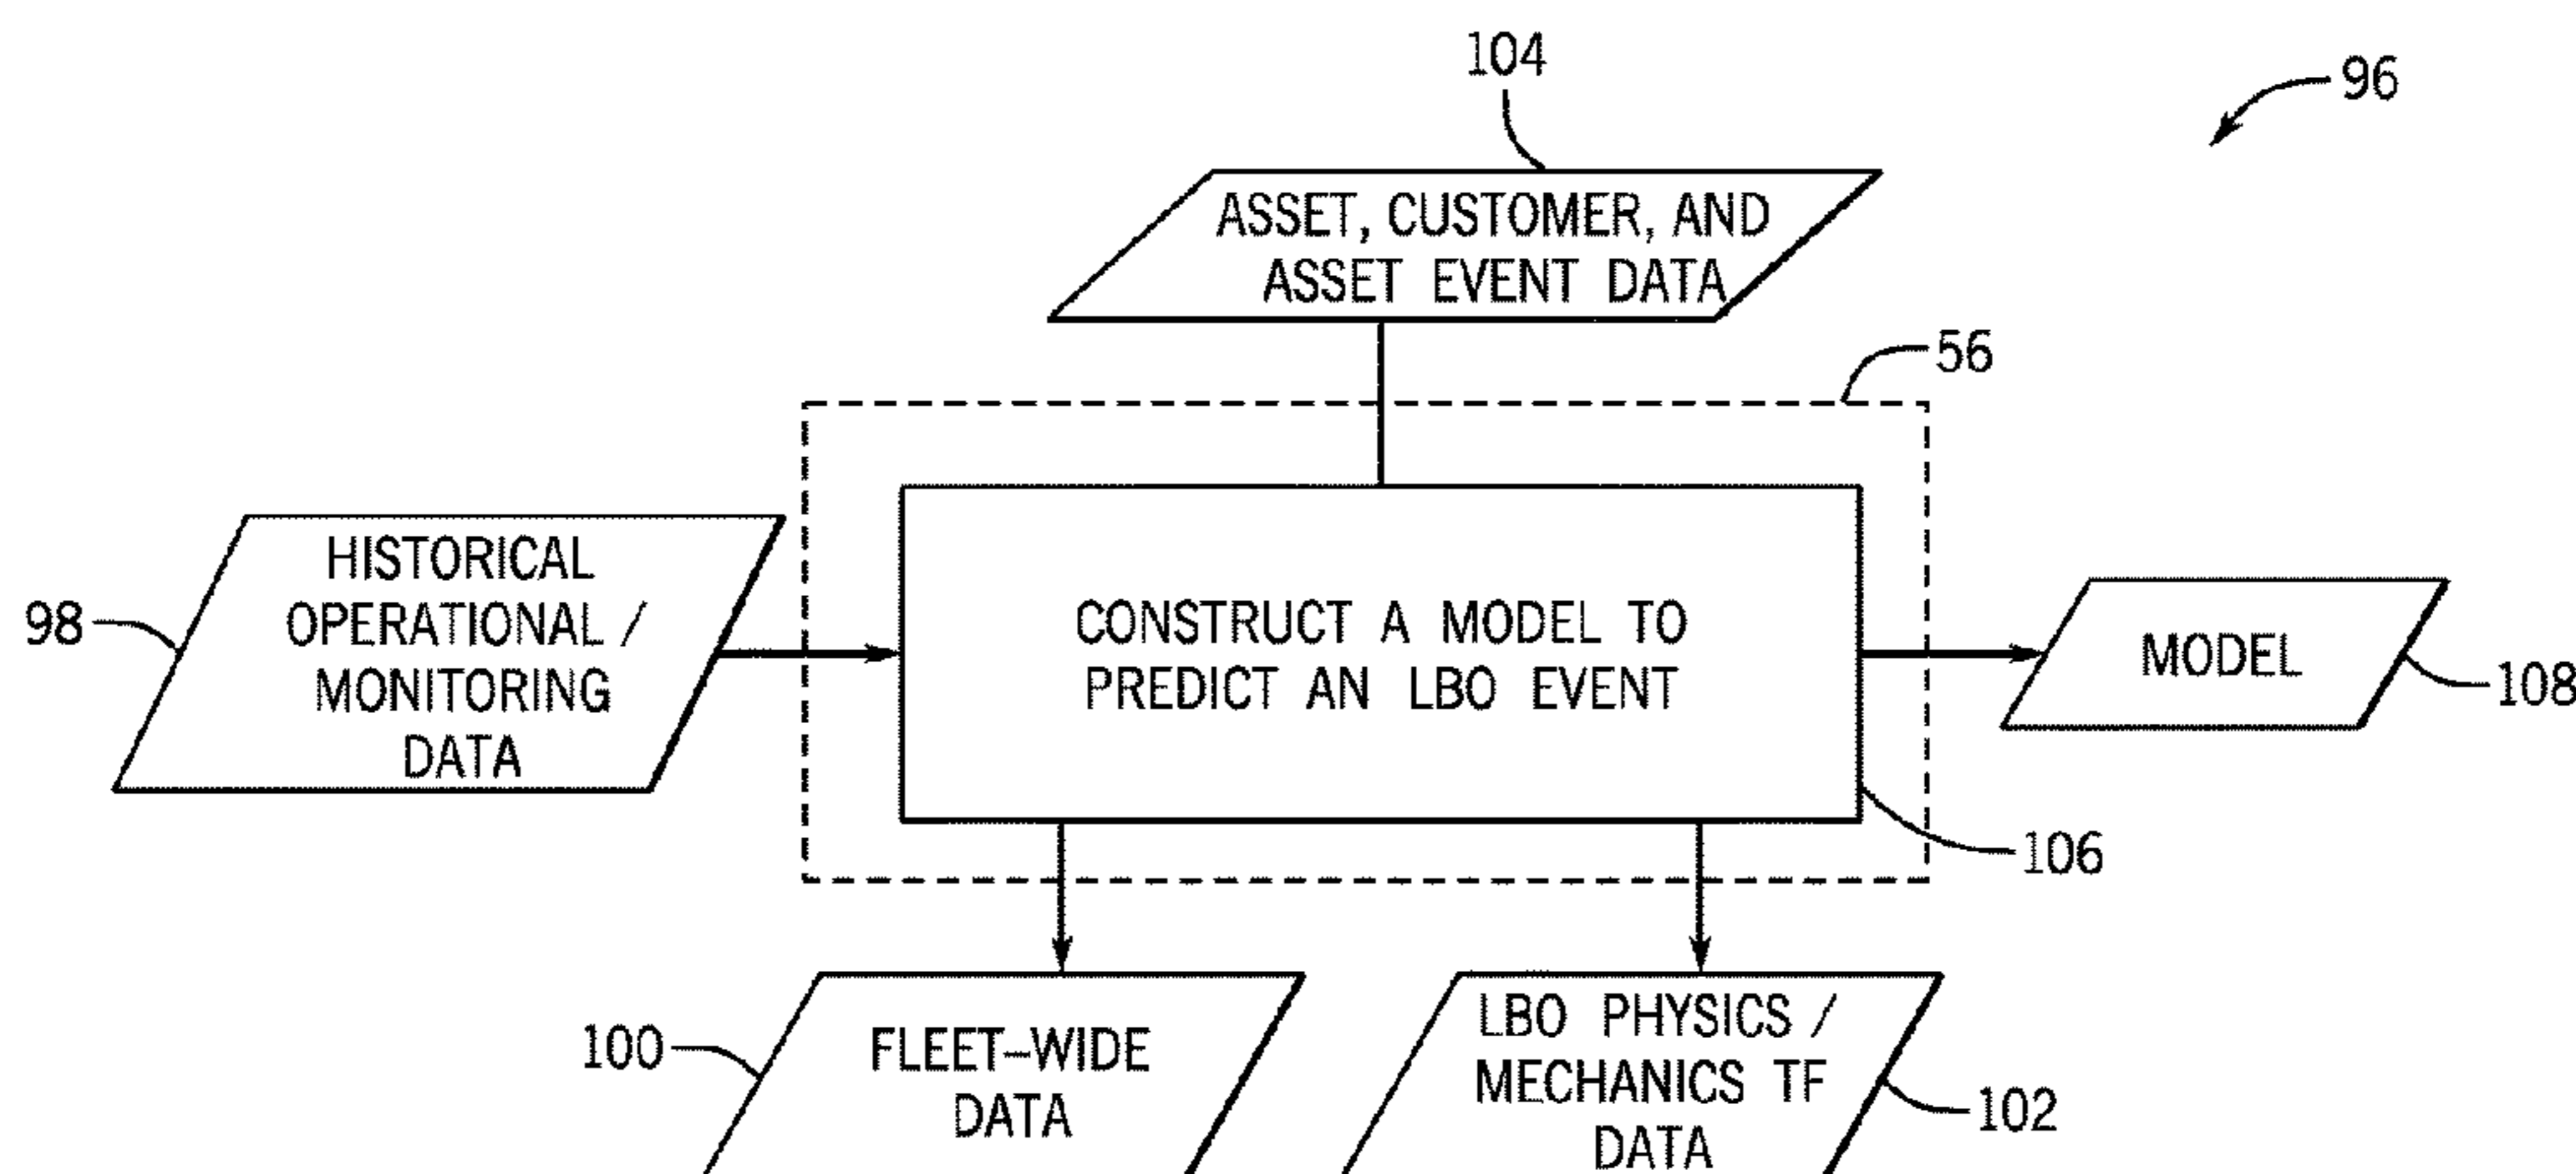 104
96
ASSET, CUSTOMER, AND
ASSET EVENT DATA
56
HISTORICAL
OPERATIONAL /
MONITORING
DATA
98
CONSTRUCT A MODEL TO
PREDICT AN LBO EVENT
MODEL
108
106
100
FLEET-WIDE
DATA
LBO PHYSICS /
MECHANICS TF
DATA
102